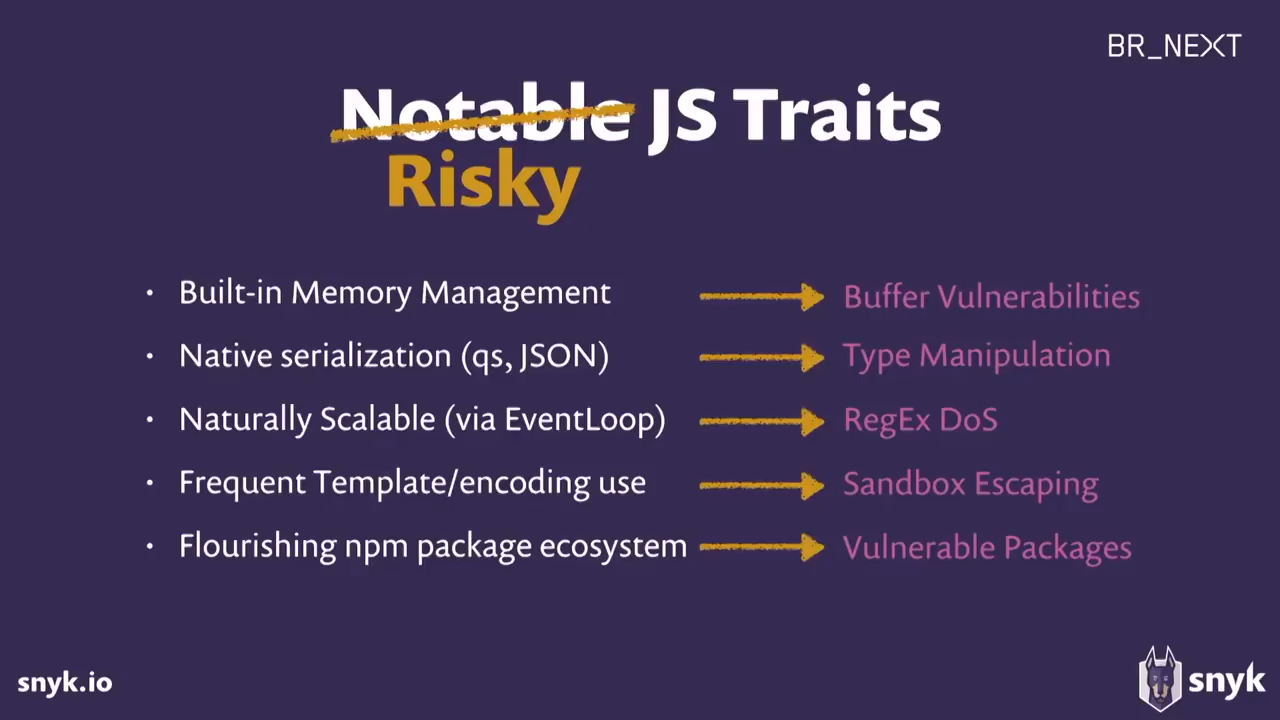 BR_NEXT
Notable JS Traits
Risky
• Built-in Memory Management Buffer Vulnerabilities
• Native serialization (qs, JSON) Type Manipulation
• Naturally Scalable (via EventLoop) RegEx DoS
• Frequent Template/encoding use Sandbox Escaping
• Flourishing npm package ecosystem Vulnerable Packages
snyk.io
snyk